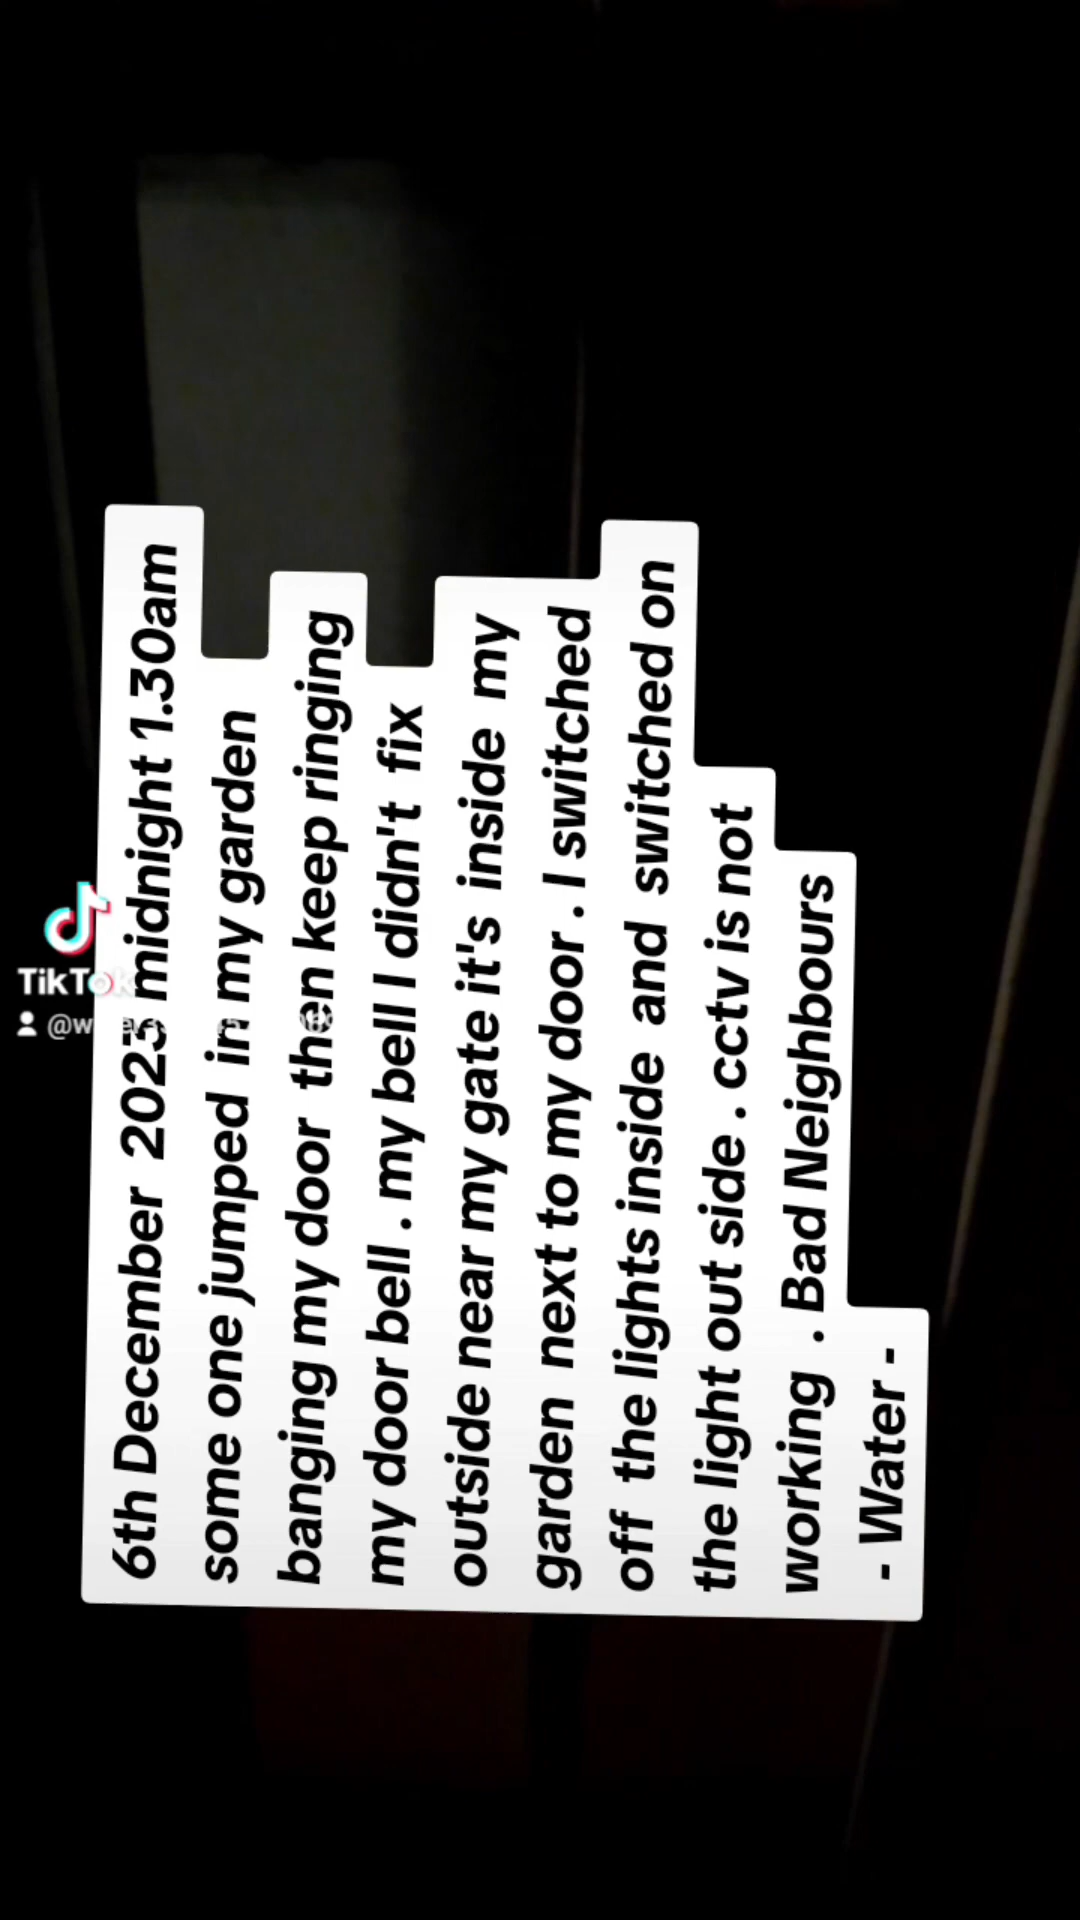 6th December 2023 midnight 1.30am
some one jumped in my garden
banging my door then keep ringing
my door bell . my bell I didn't fix
outside near my gate it's inside my
garden next to my door . I switched
off the lights inside and switched on
the light out side . cctv is not
working . Bad Neighbours
- Water -
TikTok